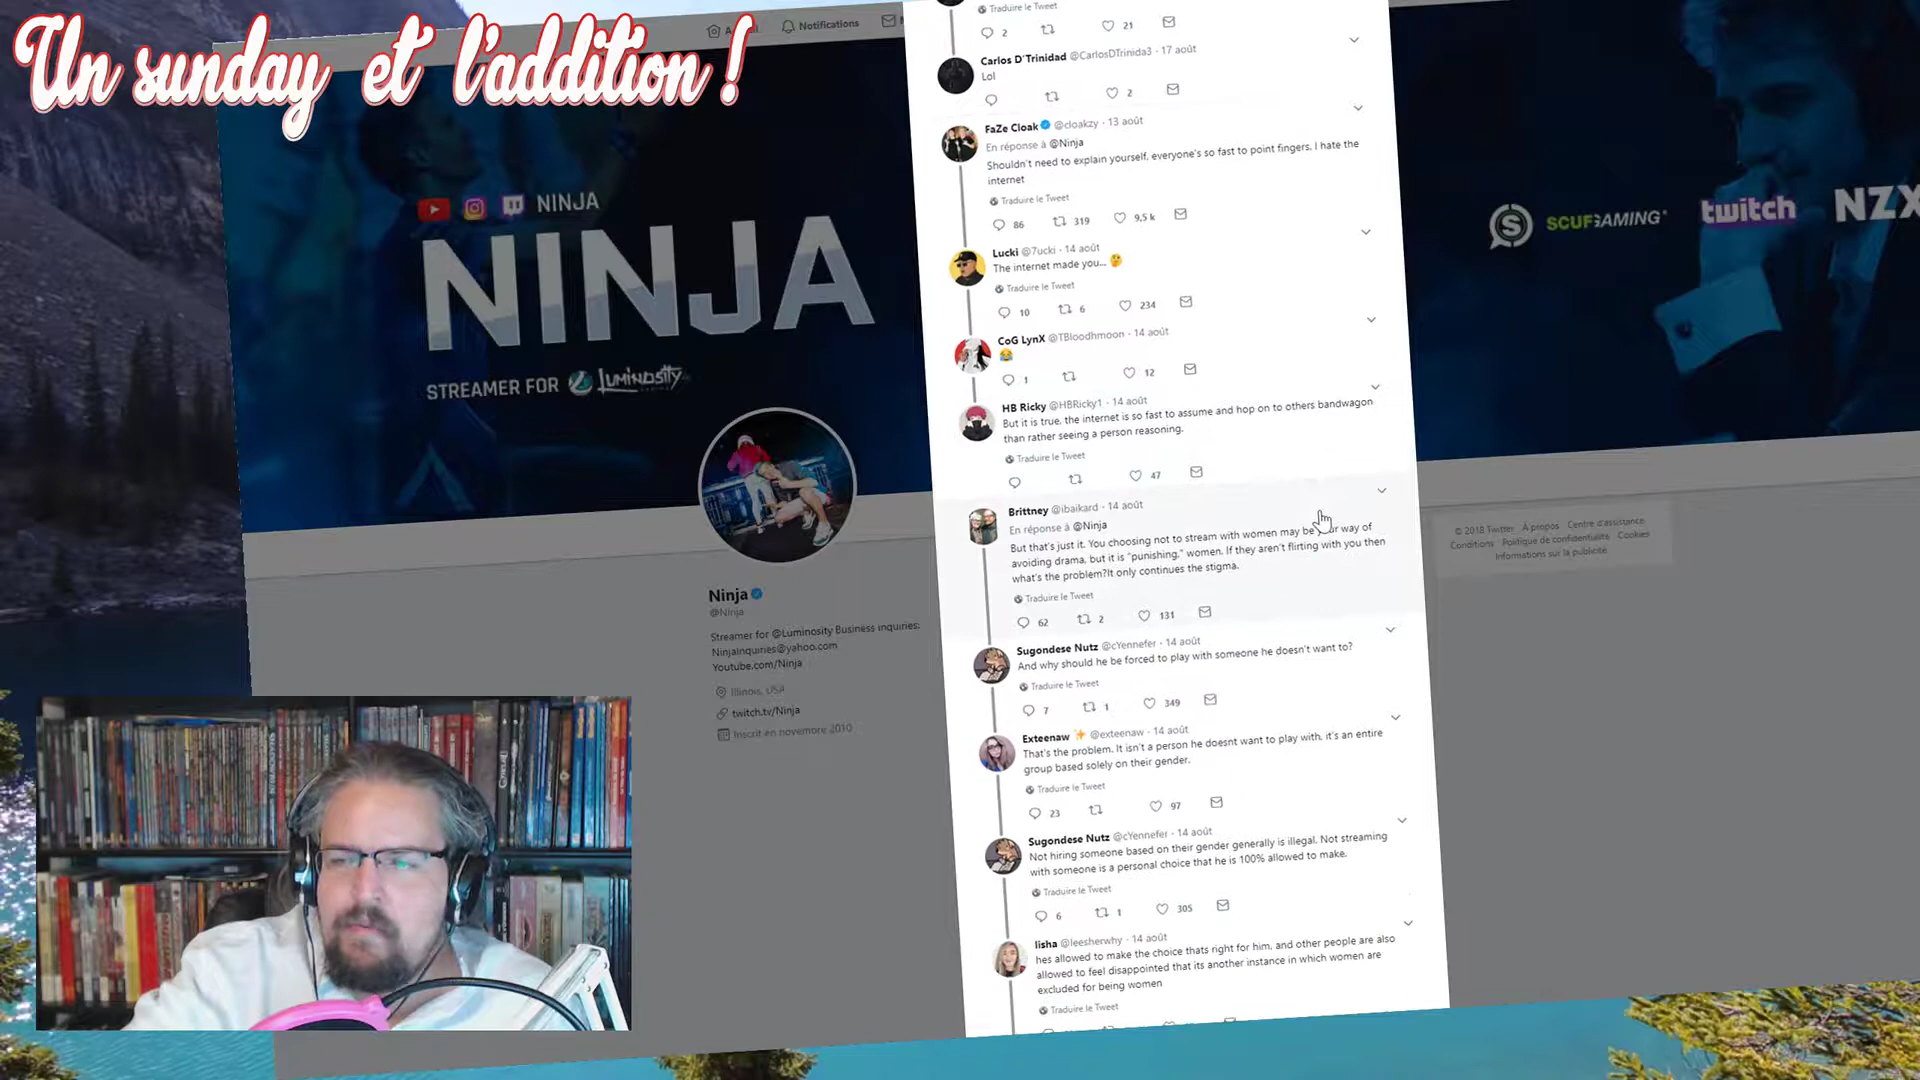 Un sunday et l'addition !
Notifications
NINJA
NINJA
STREAMER FOR LUMINOSITY
SCUFGAMING
twitch
NZX
Ninja
@Ninja
Streamer for @Luminosity Business Inquiries:
NinjaInquiries@yahoo.com
Youtube.com/Ninja
Illinois, USA
twitch.tv/Ninja
Inscrit en novembre 2010
Traduire le Tweet
2 21
Carlos D'Trinidad @CarlosDTrinida3 · 17 août
Lol
2
FaZe Cloak @cloakzy · 13 août
En réponse à @Ninja
Shouldn't need to explain yourself. everyone's so fast to point fingers. I hate the
internet
Traduire le Tweet
86 319 9,5 k
Lucki @7ucki · 14 août
The internet made you... 🤔
Traduire le Tweet
10 6 234
CoG LynX @TBloodhmoon · 14 août
😂
1 12
HB Ricky @HBRicky1 · 14 août
But it is true. the internet is so fast to assume and hop on to others bandwagon
than rather seeing a person reasoning.
Traduire le Tweet
47
Brittney @ibaikard · 14 août
En réponse à @Ninja
But that's just it. You choosing not to stream with women may be your way of
avoiding drama, but it is "punishing," women. If they aren't flirting with you then
what's the problem?It only continues the stigma.
Traduire le Tweet
62 2 131
Sugondese Nutz @cYennefer · 14 août
And why should he be forced to play with someone he doesn't want to?
Traduire le Tweet
7 1 349
Exteenaw ✨ @exteenaw · 14 août
That's the problem. It isn't a person he doesnt want to play with. it's an entire
group based solely on their gender.
Traduire le Tweet
23 97
Sugondese Nutz @cYennefer · 14 août
Not hiring someone based on their gender generally is illegal. Not streaming
with someone is a personal choice that he is 100% allowed to make.
Traduire le Tweet
6 1 305
lisha @leesherwhy · 14 août
hes allowed to make the choice thats right for him. and other people are also
allowed to feel disappointed that its another instance in which women are
excluded for being women
Traduire le Tweet
© 2018 Twitter À propos Centre d'assistance
Conditions Politique de confidentialité Cookies
Informations sur la publicité